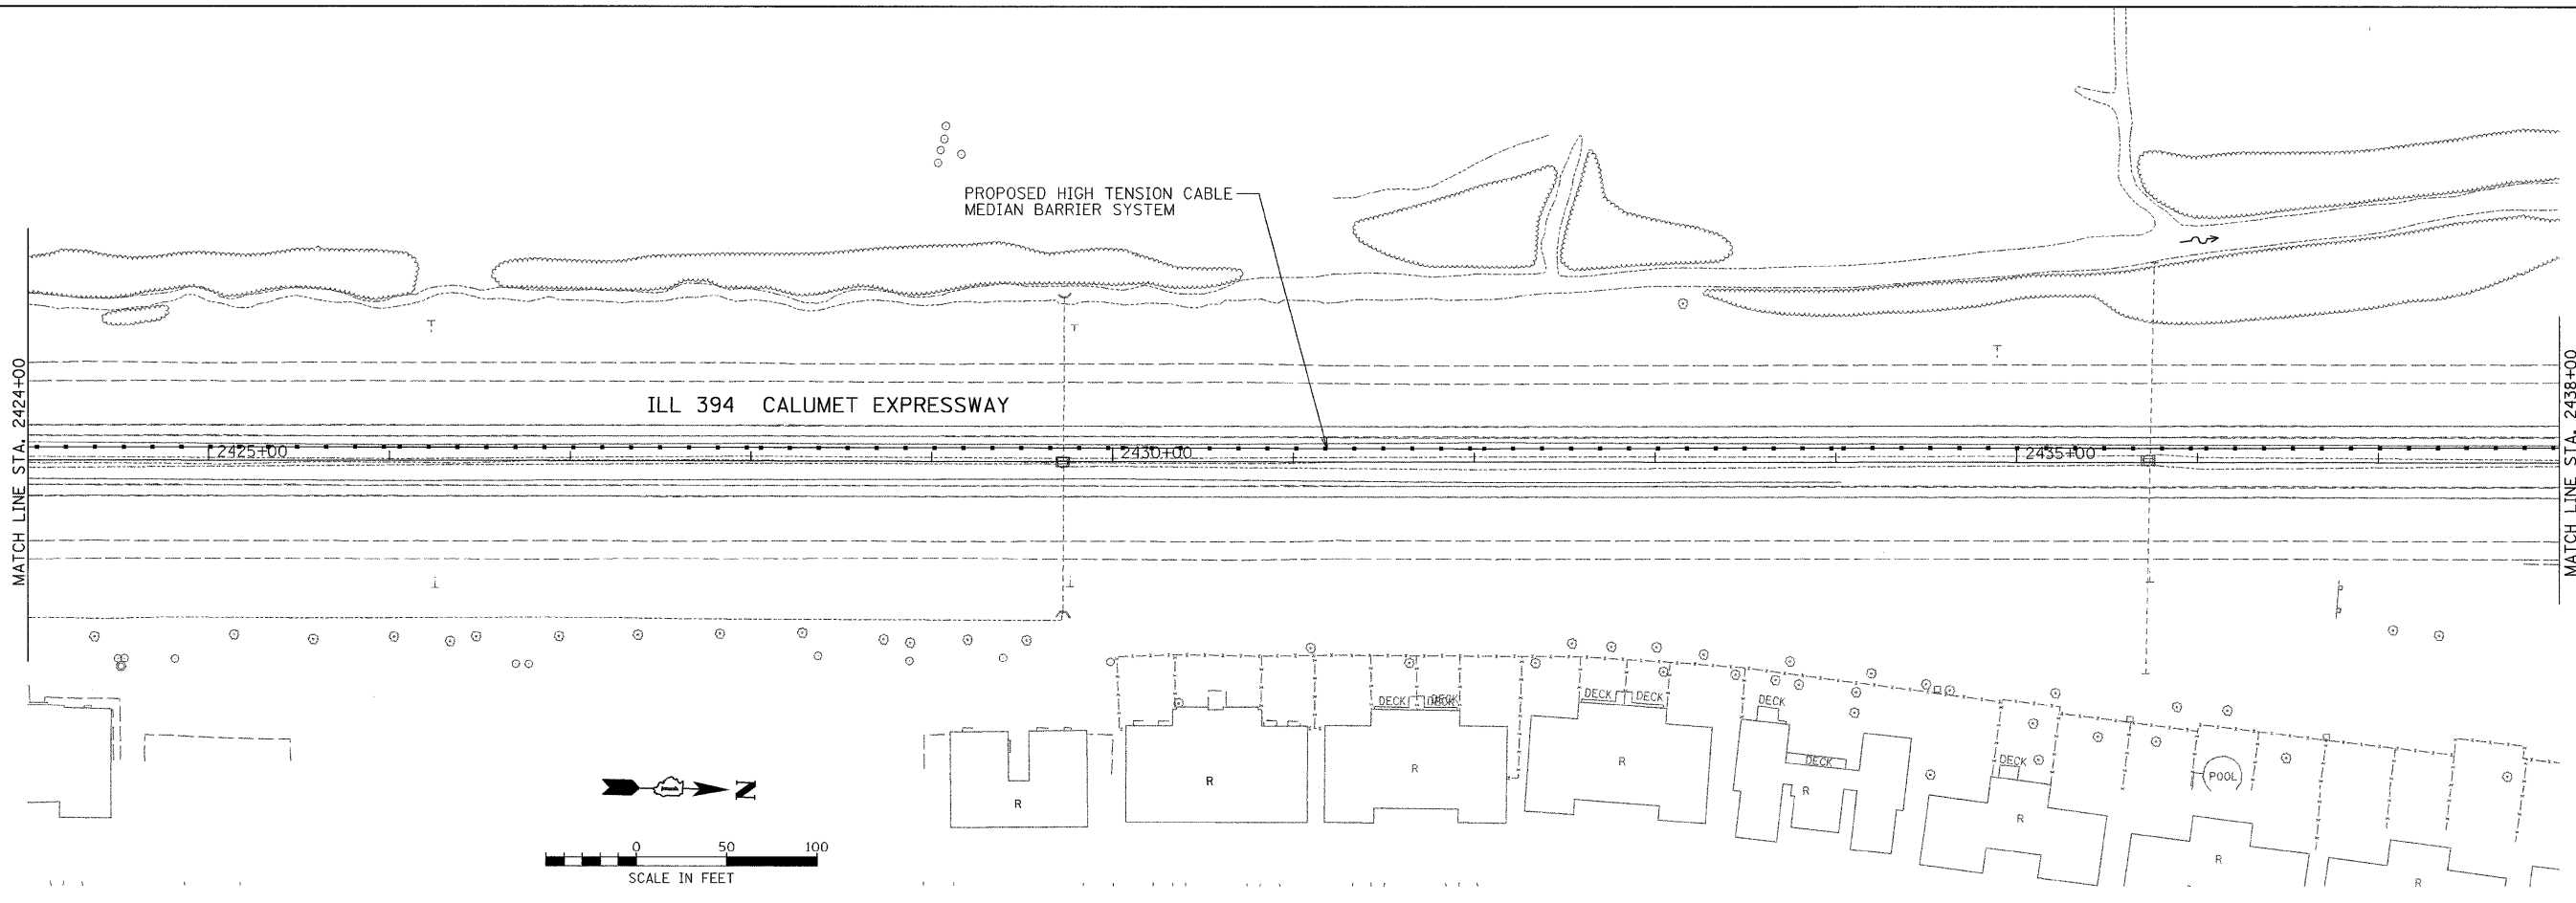 PROPOSED HIGH TENSION CABLE
MEDIAN BARRIER SYSTEM
MATCH LINE STA. 2424+00
MATCH LINE STA. 2438+00
ILL 394 CALUMET EXPRESSWAY
2425+00
2430+00
2435+00
DECK
DECK
DECK
DECK
DECK
DECK
DECK
DECK
POOL
R
R
R
R
R
R
R
R
N
0 50 100
SCALE IN FEET